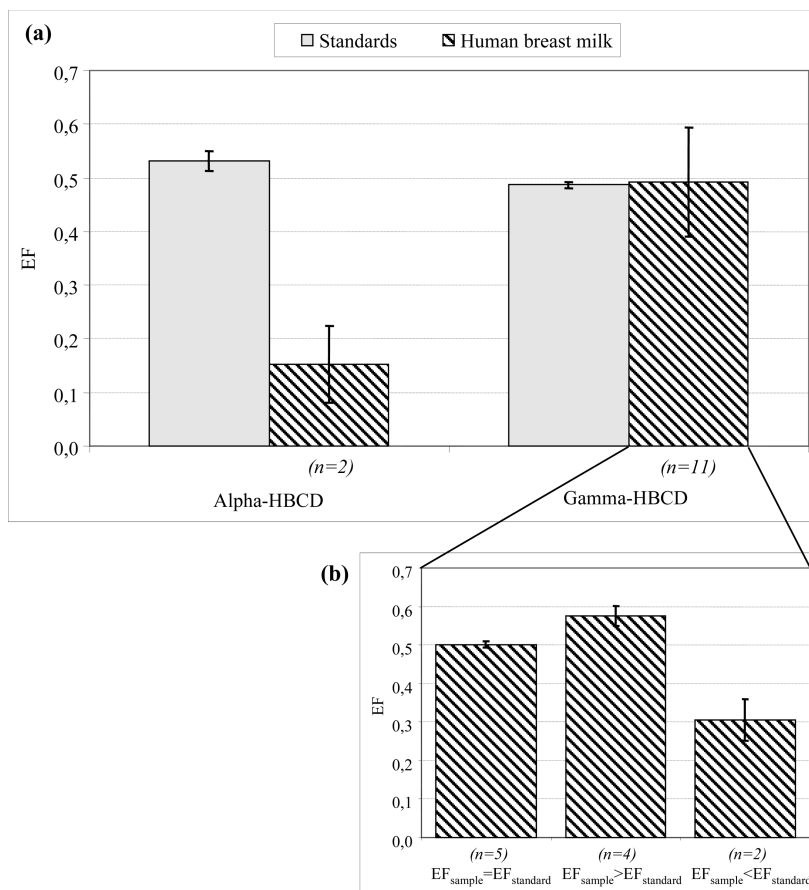 (a)
Standards Human breast milk
0,7
0,6
0,5
0,4
0,3
0,2
0,1
0,0
EF
(n=2) (n=11)
Alpha-HBCD Gamma-HBCD
(b)
0,7
0,6
0,5
0,4
0,3
0,2
0,1
0,0
EF
(n=5) (n=4) (n=2)
EFsample=EFstandard EFsample>EFstandard EFsample<EFstandard